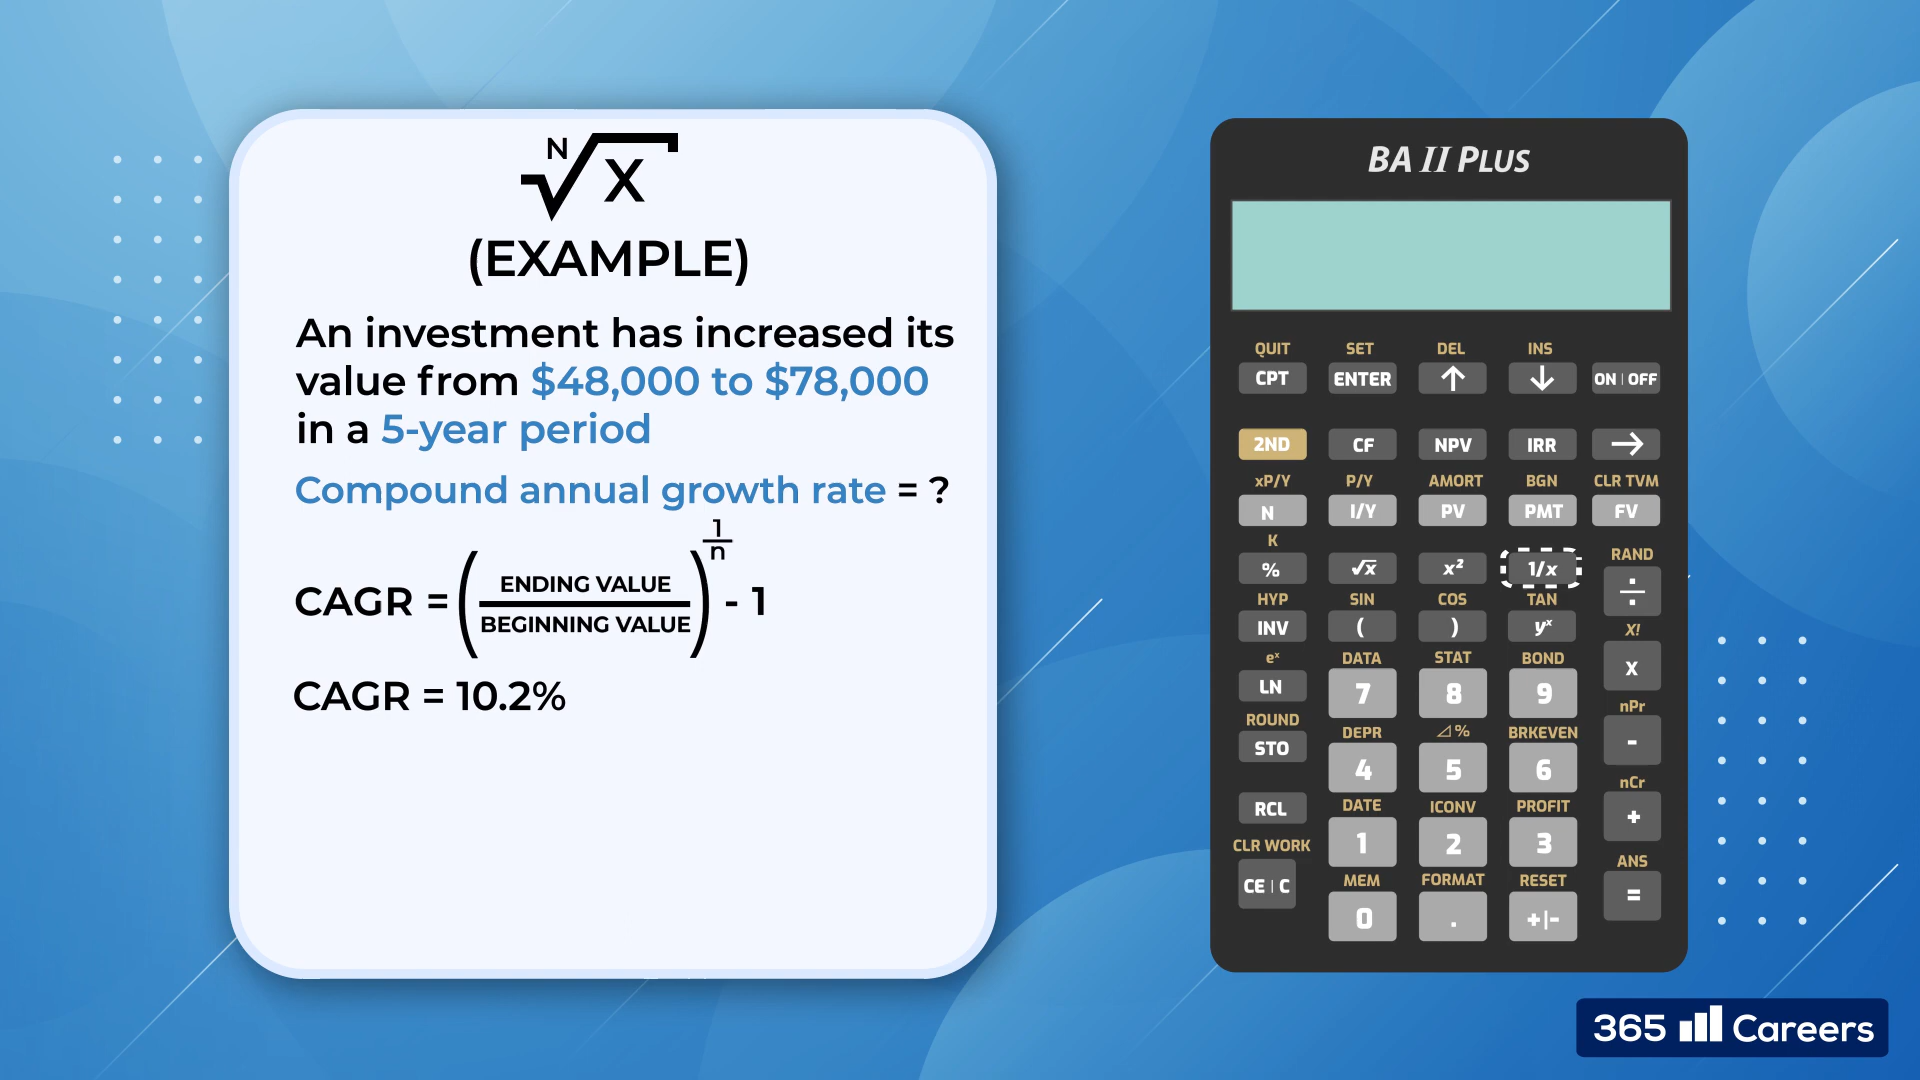 N
√X
(EXAMPLE)
An investment has increased its
value from $48,000 to $78,000
in a 5-year period
Compound annual growth rate = ?
CAGR = (ENDING VALUE / BEGINNING VALUE)^1/n - 1
CAGR = 10.2%
BA II PLUS
QUIT SET DEL INS
CPT ENTER ↑ ↓ ON | OFF
2ND CF NPV IRR →
xP/Y P/Y AMORT BGN CLR TVM
N I/Y PV PMT FV
K RAND
% √x x² 1/x ÷
HYP SIN COS TAN
INV ( ) yˣ X!
eˣ DATA STAT BOND
LN 7 8 9 x
ROUND DEPR ⊿% BRKEVEN nPr
STO 4 5 6 -
DATE ICONV PROFIT nCr
RCL 1 2 3 +
CLR WORK MEM FORMAT RESET ANS
CE | C 0 . +|- =
365 Careers